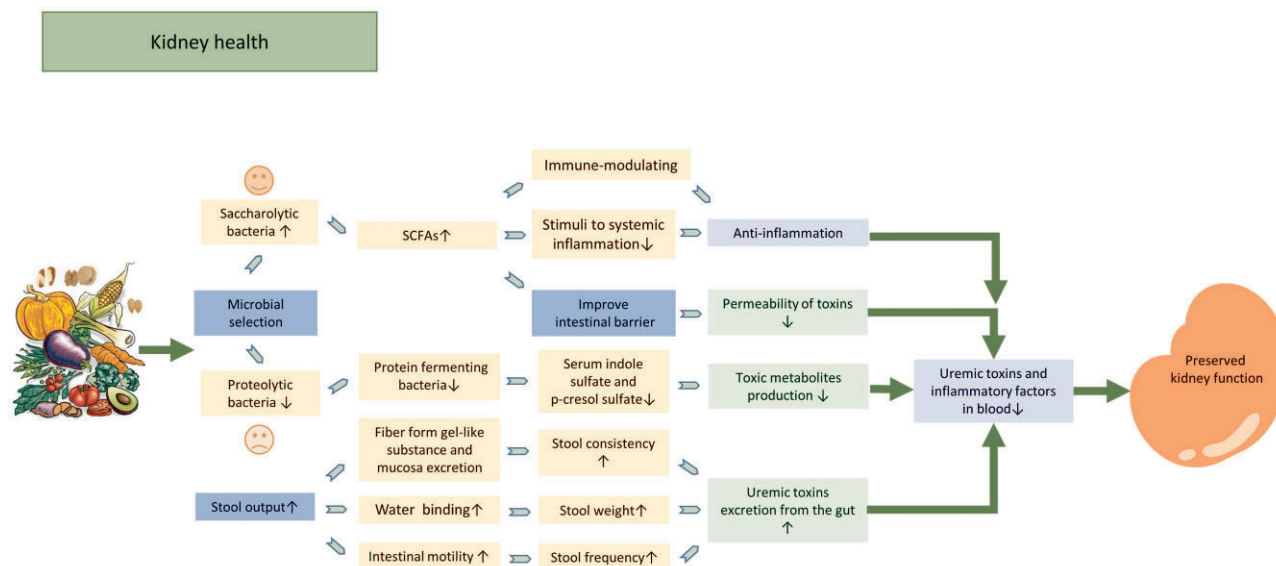 Kidney health
Immune-modulating
Saccharolytic
bacteria ↑
SCFAs↑
Stimuli to systemic
inflammation↓
Anti-inflammation
Microbial
selection
Improve
intestinal barrier
Permeability of toxins
↓
Proteolytic
bacteria ↓
Protein fermenting
bacteria↓
Serum indole
sulfate and
p-cresol sulfate↓
Toxic metabolites
production ↓
Uremic toxins and
inflammatory factors
in blood↓
Preserved
kidney function
Fiber form gel-like
substance and
mucosa excretion
Stool consistency
↑
Stool output↑
Water binding↑
Stool weight↑
Uremic toxins
excretion from the gut
↑
Intestinal motility ↑
Stool frequency↑